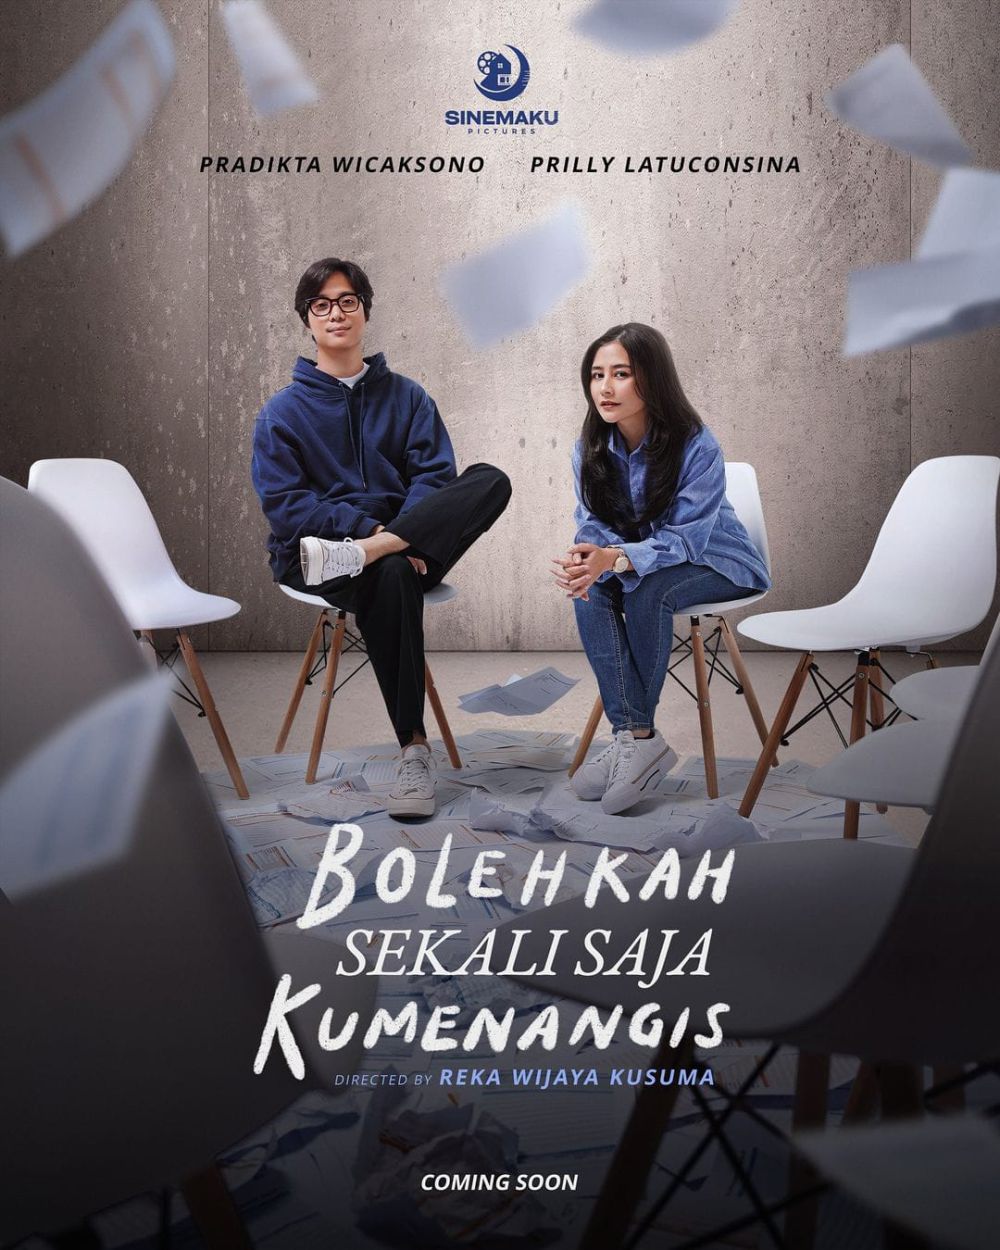 SINEMAKU
PICTURES
PRADIKTA WICAKSONO PRILLY LATUCONSINA
BOLEHKAH
SEKALI SAJA
KUMENANGIS
DIRECTED BY REKA WIJAYA KUSUMA
COMING SOON